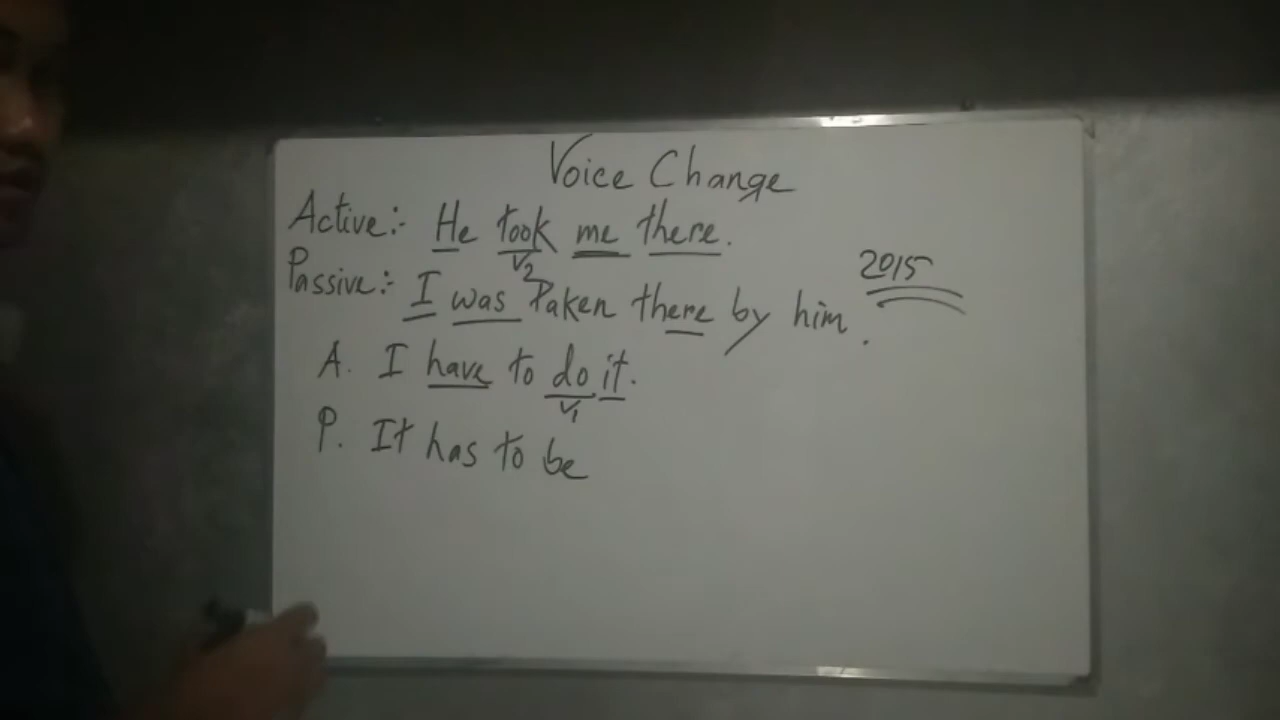 Voice Change
Active:- He took me there.
V2
2015
Passive:- I was Taken there by him.
A. I have to do it.
V1
P. It has to be